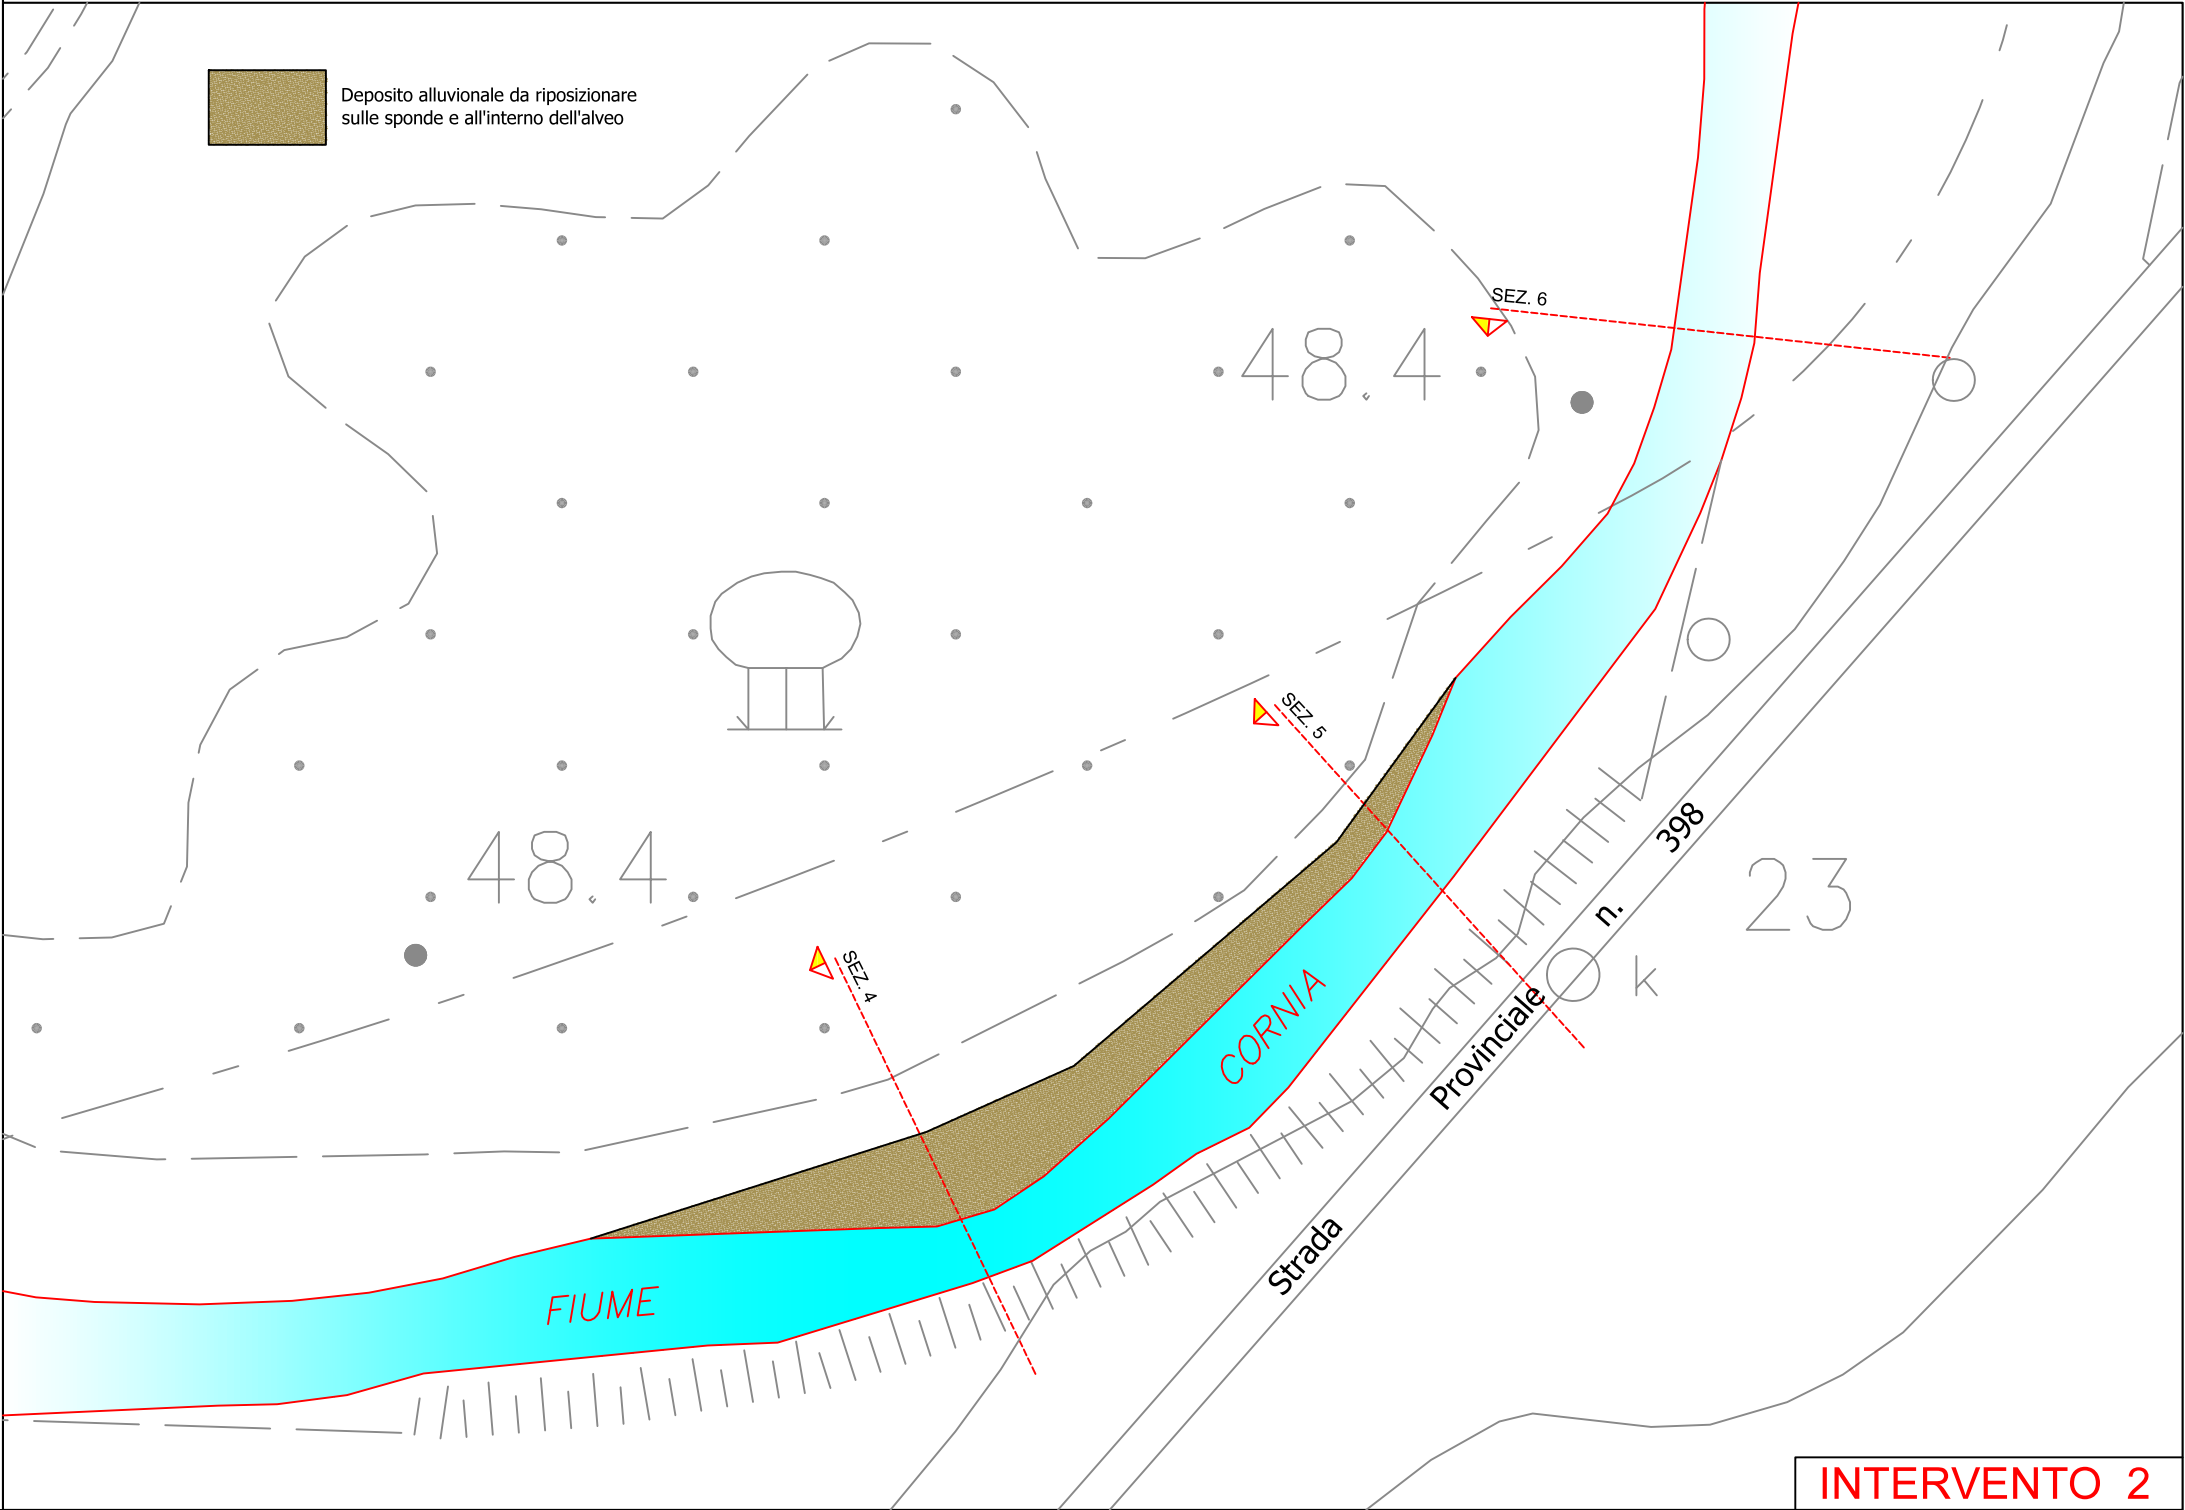 Deposito alluvionale da riposizionare
sulle sponde e all'interno dell'alveo
SEZ. 6
48.4
SEZ. 5
398
n.
23
48.4
SEZ. 4
k
CORNIA
Provinciale
Strada
FIUME
INTERVENTO 2